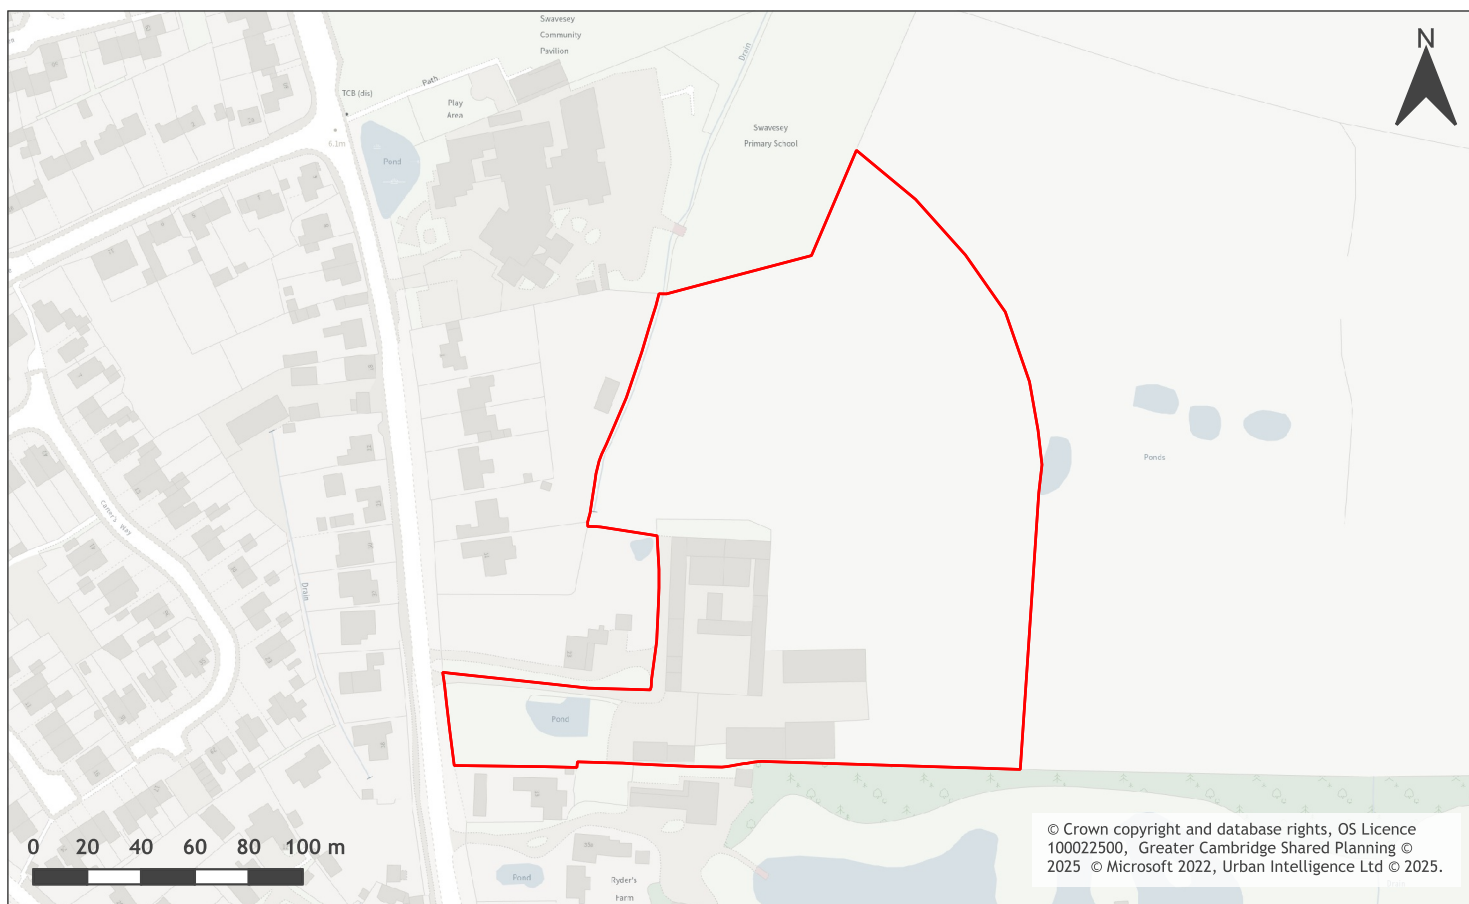 Swavesey
Community
Pavilion
Drain
N
Path
TCB (dis)
Play
Area
Swavesey
Primary School
6.1m
Pond
Ponds
Caney's Way
Drain
Pond
0 20 40 60 80 100 m
Pond
Ryder's
Farm
© Crown copyright and database rights, OS Licence
100022500, Greater Cambridge Shared Planning ©
2025 © Microsoft 2022, Urban Intelligence Ltd © 2025.